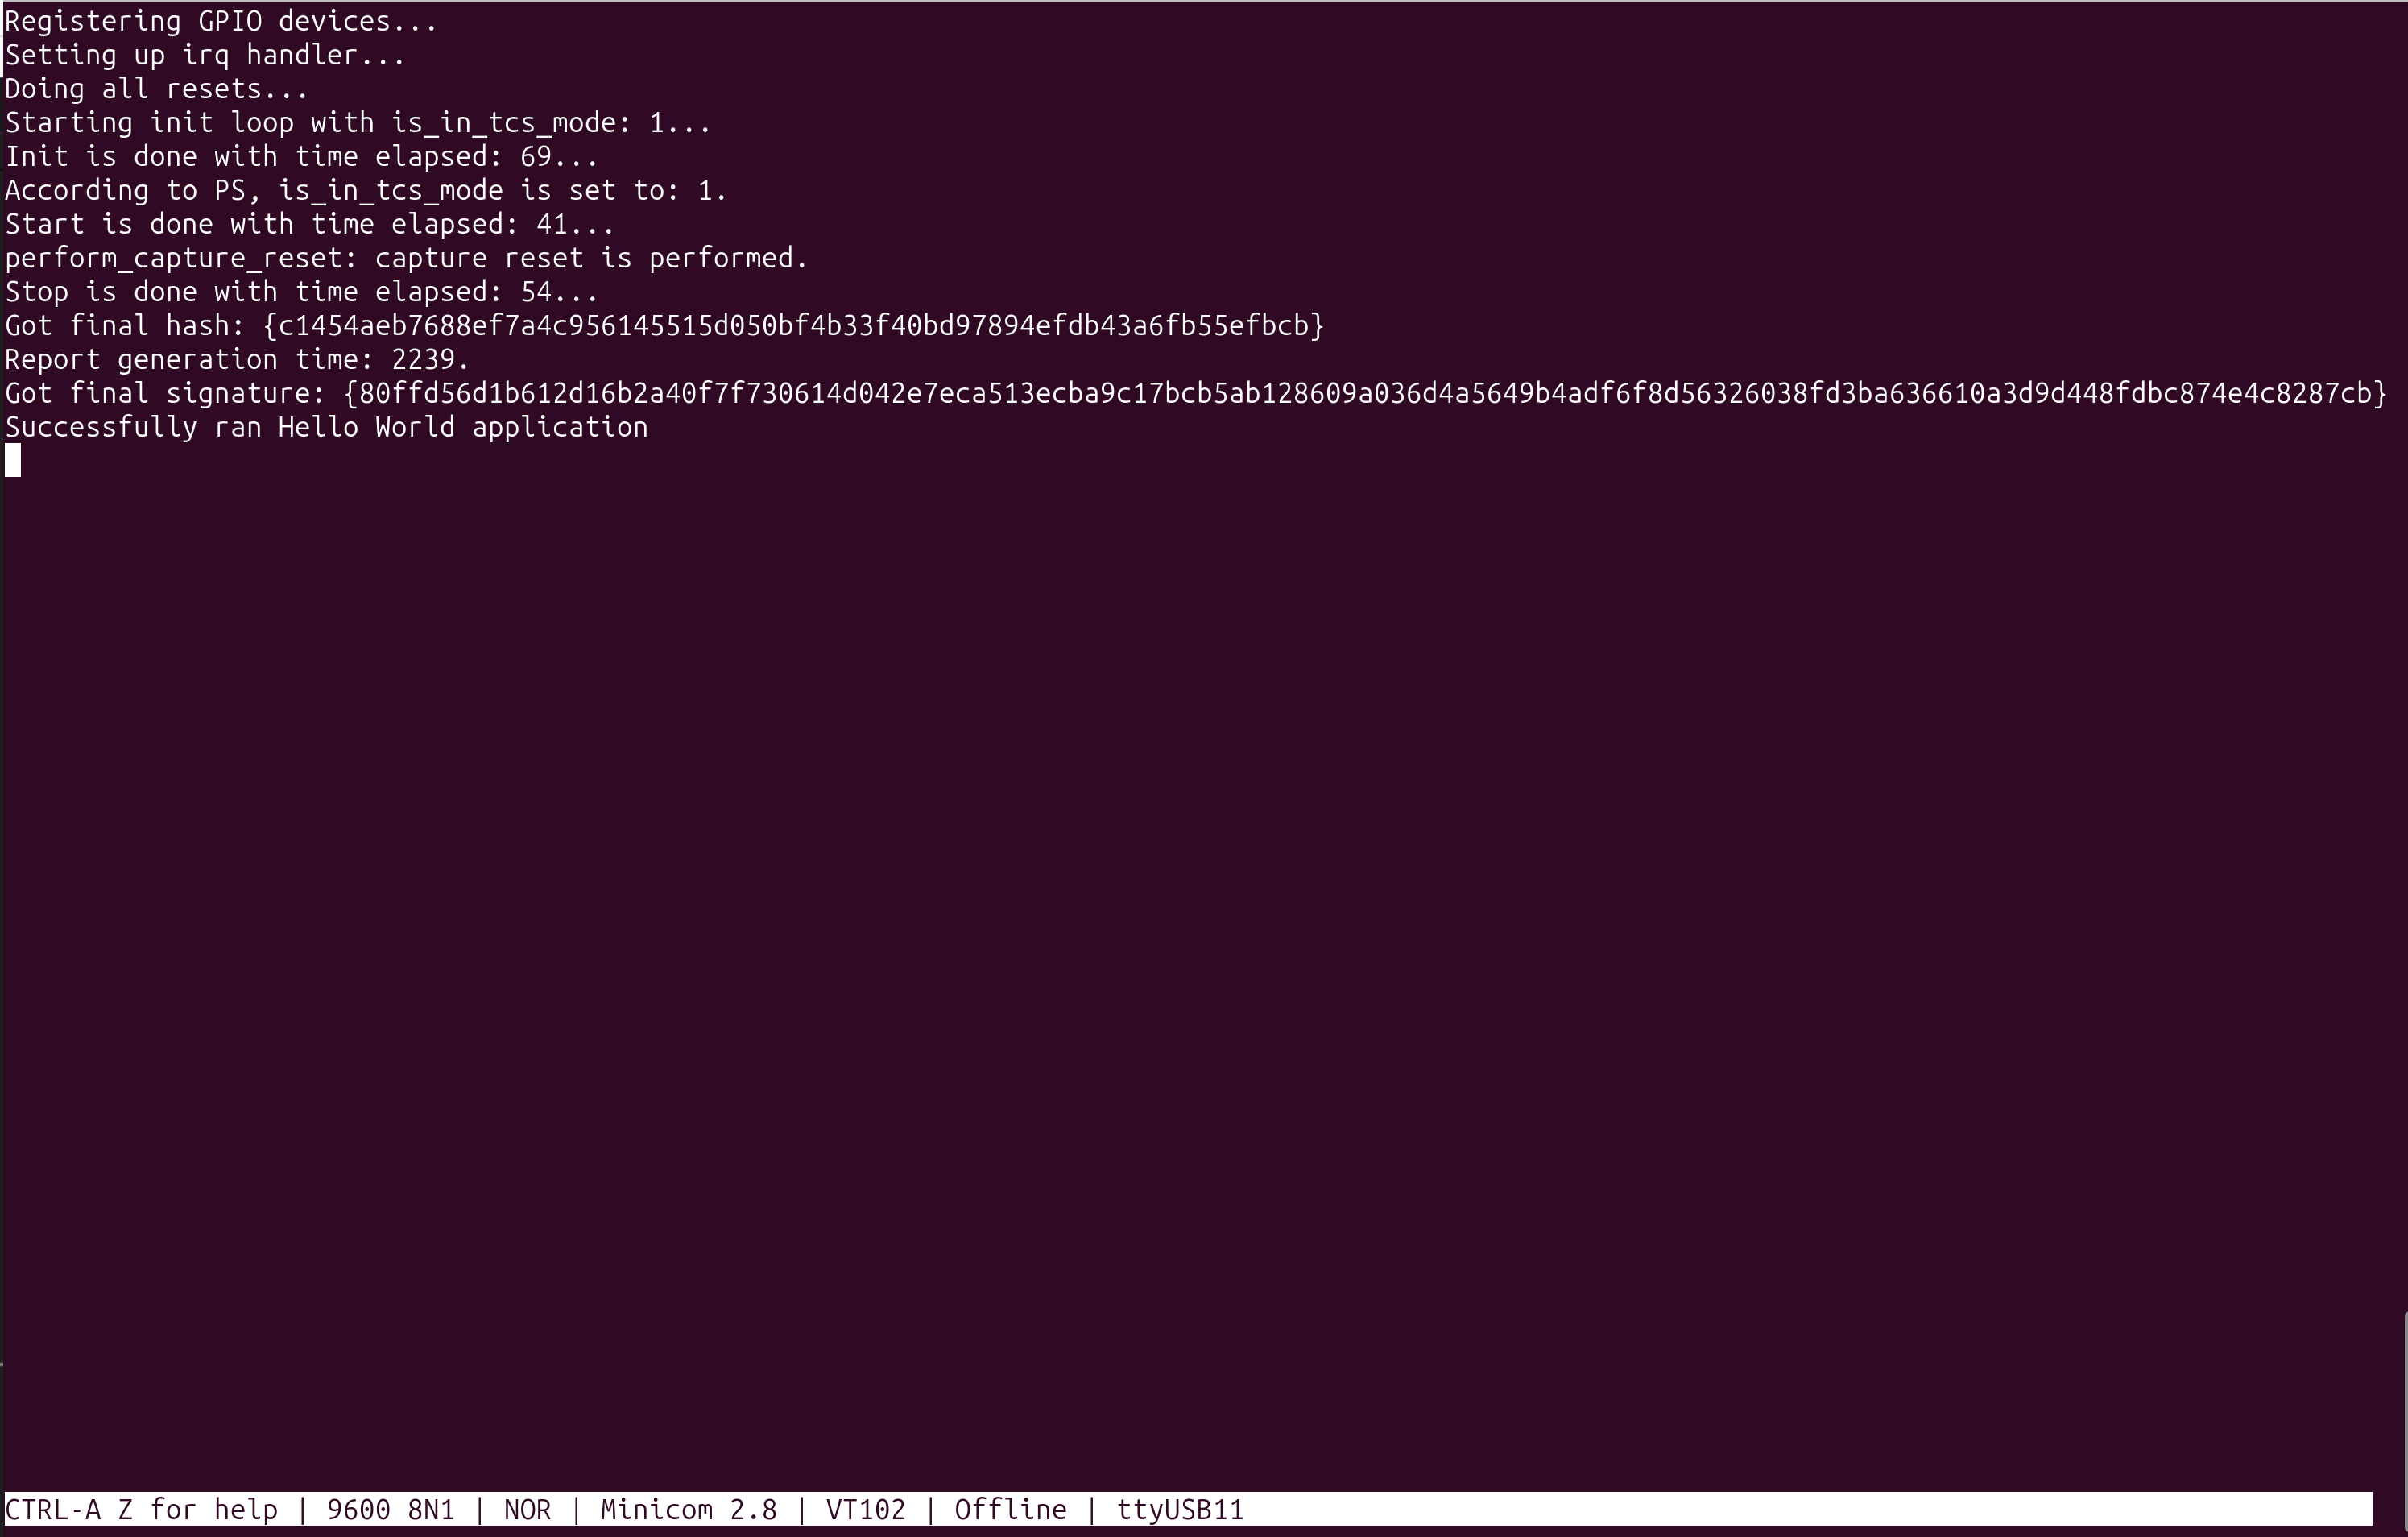 Registering GPIO devices...
Setting up irq handler...
Doing all resets...
Starting init loop with is_in_tcs_mode: 1...
Init is done with time elapsed: 69...
According to PS, is_in_tcs_mode is set to: 1.
Start is done with time elapsed: 41...
perform_capture_reset: capture reset is performed.
Stop is done with time elapsed: 54...
Got final hash: {c1454aeb7688ef7a4c956145515d050bf4b33f40bd97894efdb43a6fb55efbcb}
Report generation time: 2239.
Got final signature: {80ffd56d1b612d16b2a40f7f730614d042e7eca513ecba9c17bcb5ab128609a036d4a5649b4adf6f8d56326038fd3ba636610a3d9d448fdbc874e4c8287cb}
Successfully ran Hello World application
CTRL-A Z for help | 9600 8N1 | NOR | Minicom 2.8 | VT102 | Offline | ttyUSB11